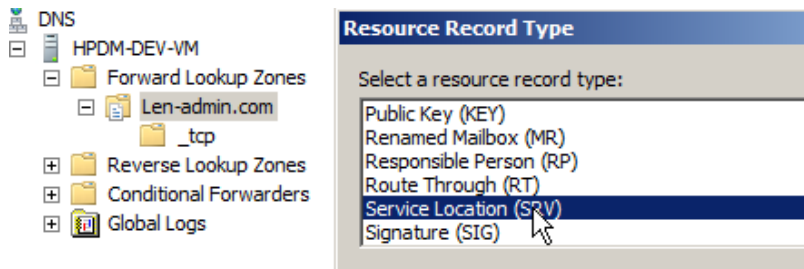 DNS
HPDM-DEV-VM
Forward Lookup Zones
Len-admin.com
_tcp
Reverse Lookup Zones
Conditional Forwarders
Global Logs
Resource Record Type
Select a resource record type:
Public Key (KEY)
Renamed Mailbox (MR)
Responsible Person (RP)
Route Through (RT)
Service Location (SRV)
Signature (SIG)